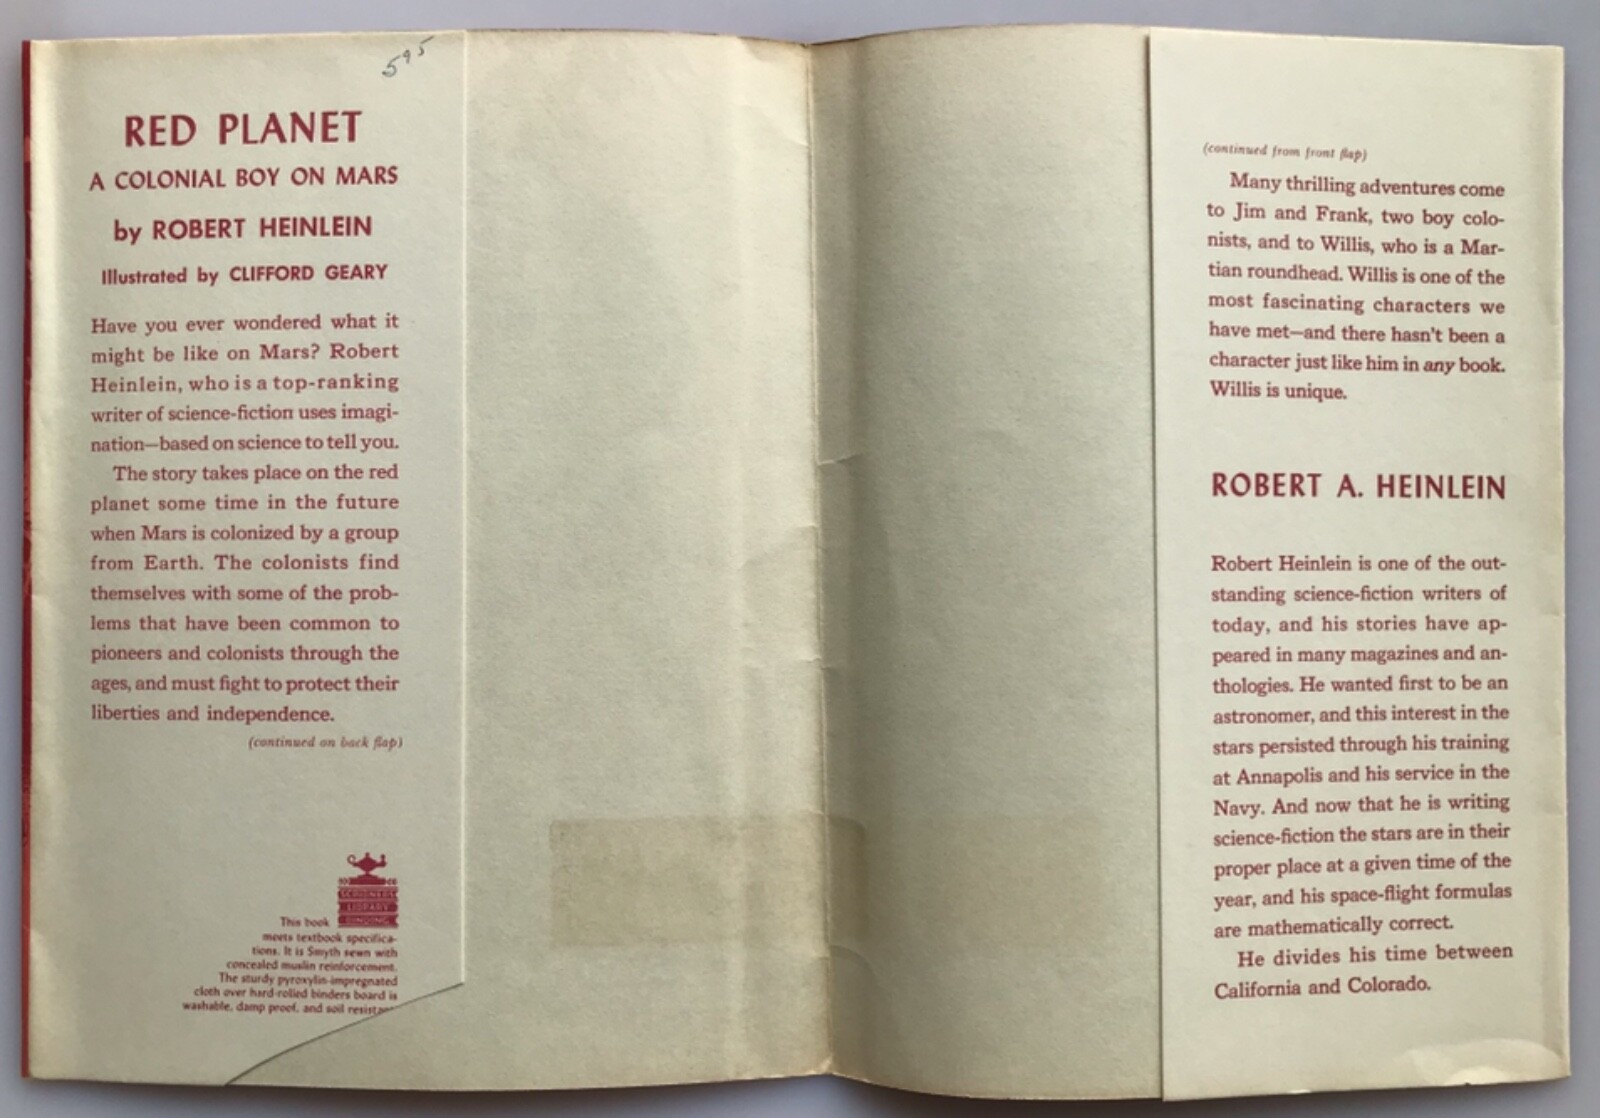 5 95
RED PLANET
A COLONIAL BOY ON MARS
by ROBERT HEINLEIN
Illustrated by CLIFFORD GEARY
Have you ever wondered what it
might be like on Mars? Robert
Heinlein, who is a top-ranking
writer of science-fiction uses imagi-
nation—based on science to tell you.
The story takes place on the red
planet some time in the future
when Mars is colonized by a group
from Earth. The colonists find
themselves with some of the prob-
lems that have been common to
pioneers and colonists through the
ages, and must fight to protect their
liberties and independence.
(continued on back flap)
SCRIBNERS
LIBRARY
BINDING
This book
meets textbook specifica-
tions. It is Smyth sewn with
concealed muslin reinforcement.
The sturdy pyroxylin-impregnated
cloth over hard-rolled binders board is
washable, damp proof, and soil resista
(continued from front flap)
Many thrilling adventures come
to Jim and Frank, two boy colo-
nists, and to Willis, who is a Mar-
tian roundhead. Willis is one of the
most fascinating characters we
have met—and there hasn't been a
character just like him in any book.
Willis is unique.
ROBERT A. HEINLEIN
Robert Heinlein is one of the out-
standing science-fiction writers of
today, and his stories have ap-
peared in many magazines and an-
thologies. He wanted first to be an
astronomer, and this interest in the
stars persisted through his training
at Annapolis and his service in the
Navy. And now that he is writing
science-fiction the stars are in their
proper place at a given time of the
year, and his space-flight formulas
are mathematically correct.
He divides his time between
California and Colorado.